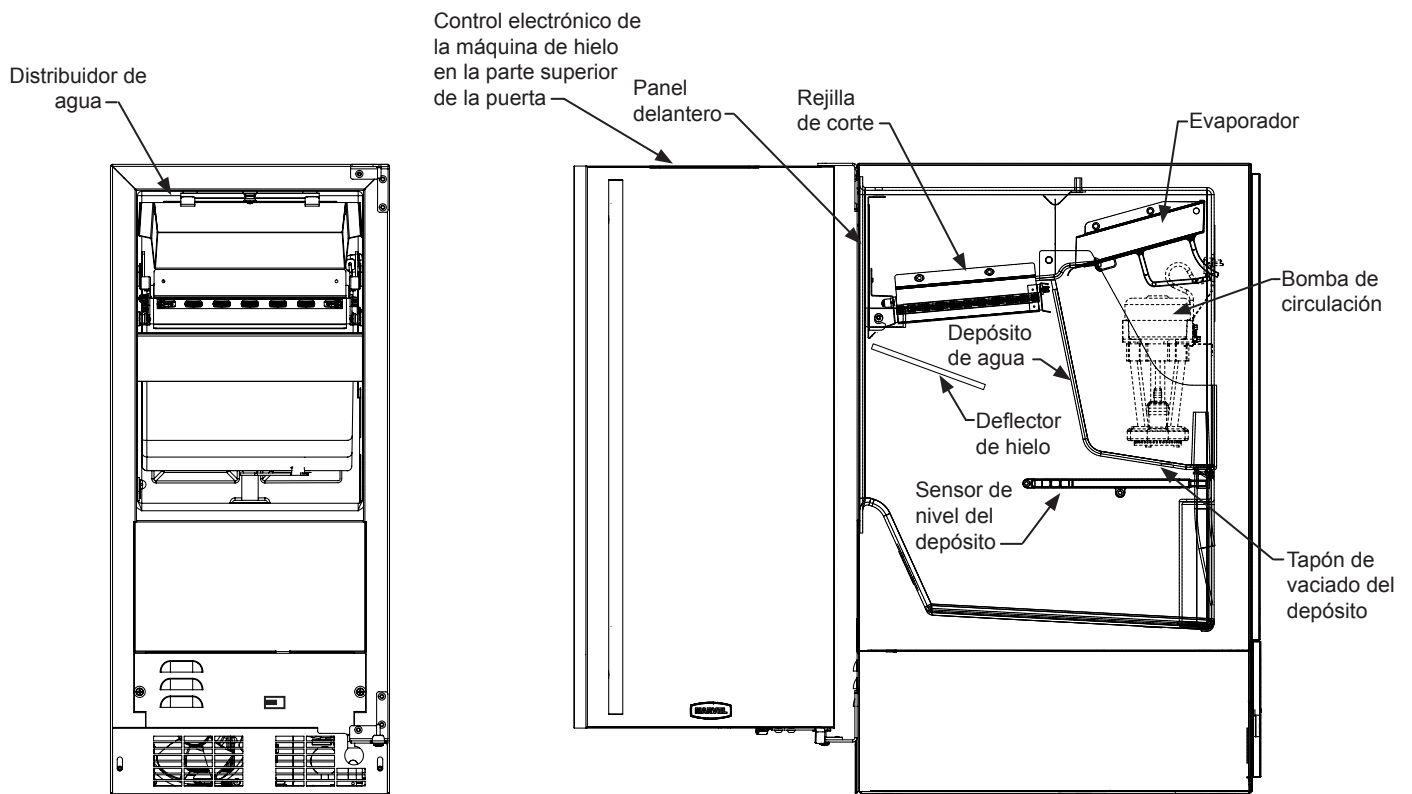 Control electrónico de
la máquina de hielo
en la parte superior
de la puerta
Distribuidor de
agua
Panel
delantero
Rejilla
de corte
Evaporador
Bomba de
circulación
Depósito
de agua
Deflector
de hielo
Sensor de
nivel del
depósito
Tapón de
vaciado del
depósito
MARVEL